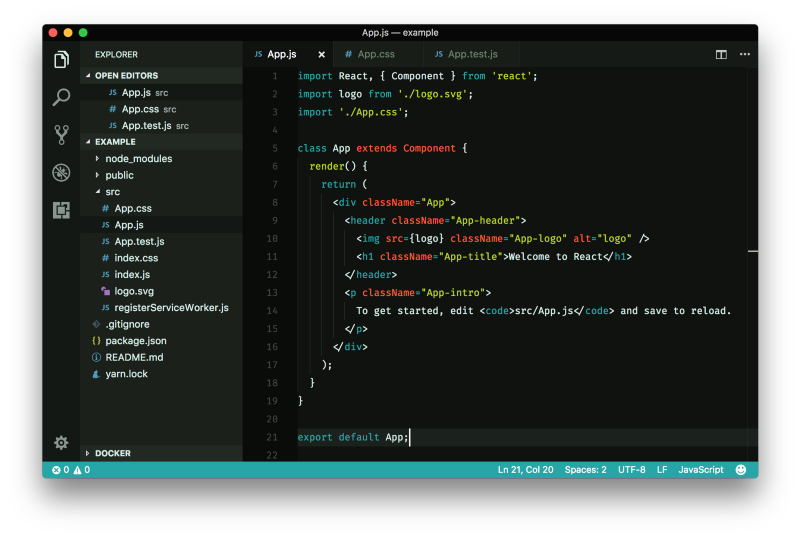 App.js — example
EXPLORER
OPEN EDITORS
JS App.js src
# App.css src
JS App.test.js src
EXAMPLE
node_modules
public
src
# App.css
JS App.js
JS App.test.js
# index.css
JS index.js
logo.svg
JS registerServiceWorker.js
.gitignore
{} package.json
README.md
yarn.lock
DOCKER
JS App.js × # App.css JS App.test.js
1 import React, { Component } from 'react';
2 import logo from './logo.svg';
3 import './App.css';
4
5 class App extends Component {
6 render() {
7 return (
8 <div className="App">
9 <header className="App-header">
10 <img src={logo} className="App-logo" alt="logo" />
11 <h1 className="App-title">Welcome to React</h1>
12 </header>
13 <p className="App-intro">
14 To get started, edit <code>src/App.js</code> and save to reload.
15 </p>
16 </div>
17 );
18 }
19 }
20
21 export default App;
22
0 0 Ln 21, Col 20 Spaces: 2 UTF-8 LF JavaScript